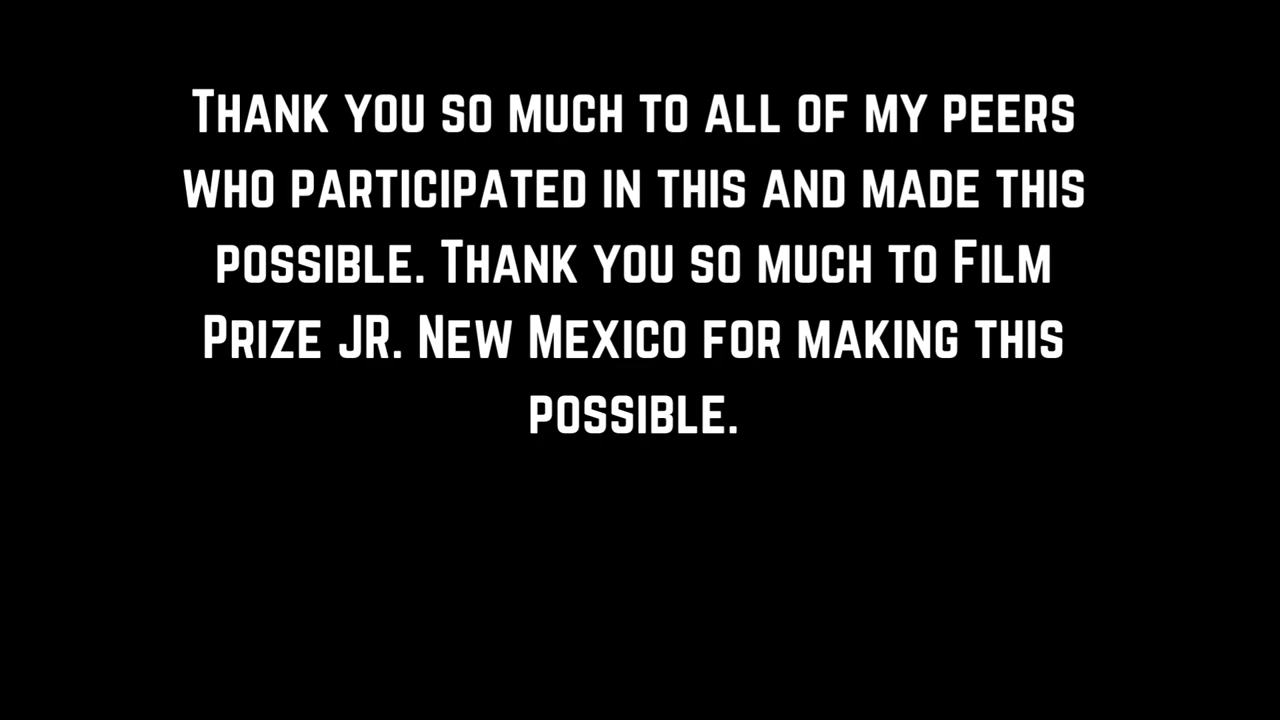 Thank you so much to all of my peers
who participated in this and made this
possible. Thank you so much to Film
Prize JR. New Mexico for making this
possible.